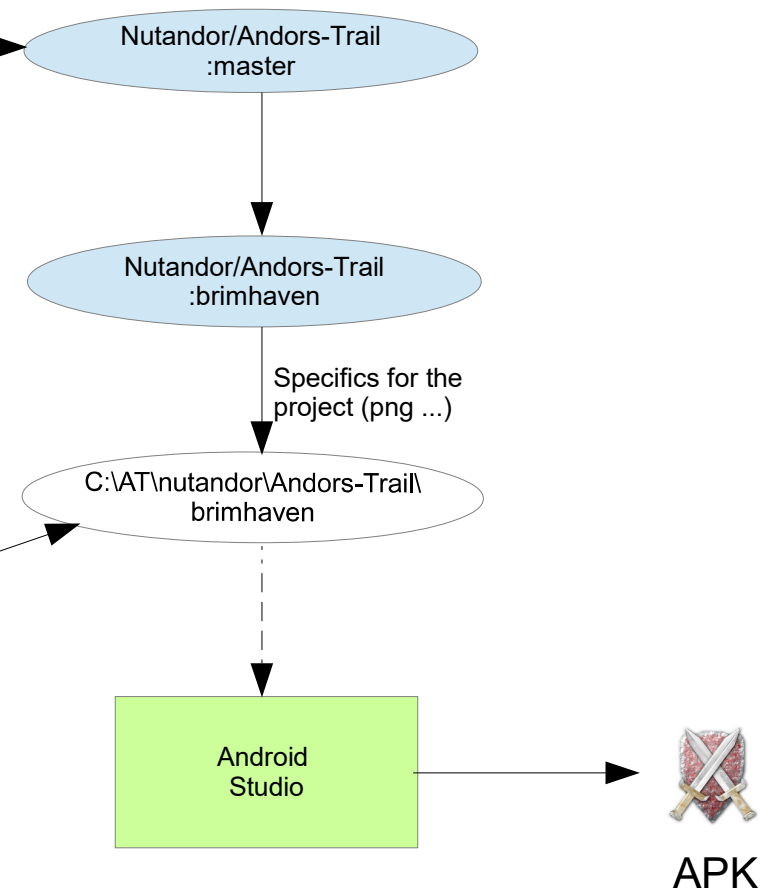 Nutandor/Andors-Trail
:master
Nutandor/Andors-Trail
:brimhaven
Specifics for the
project (png ...)
C:\AT\nutandor\Andors-Trail\
brimhaven
Android
Studio
APK